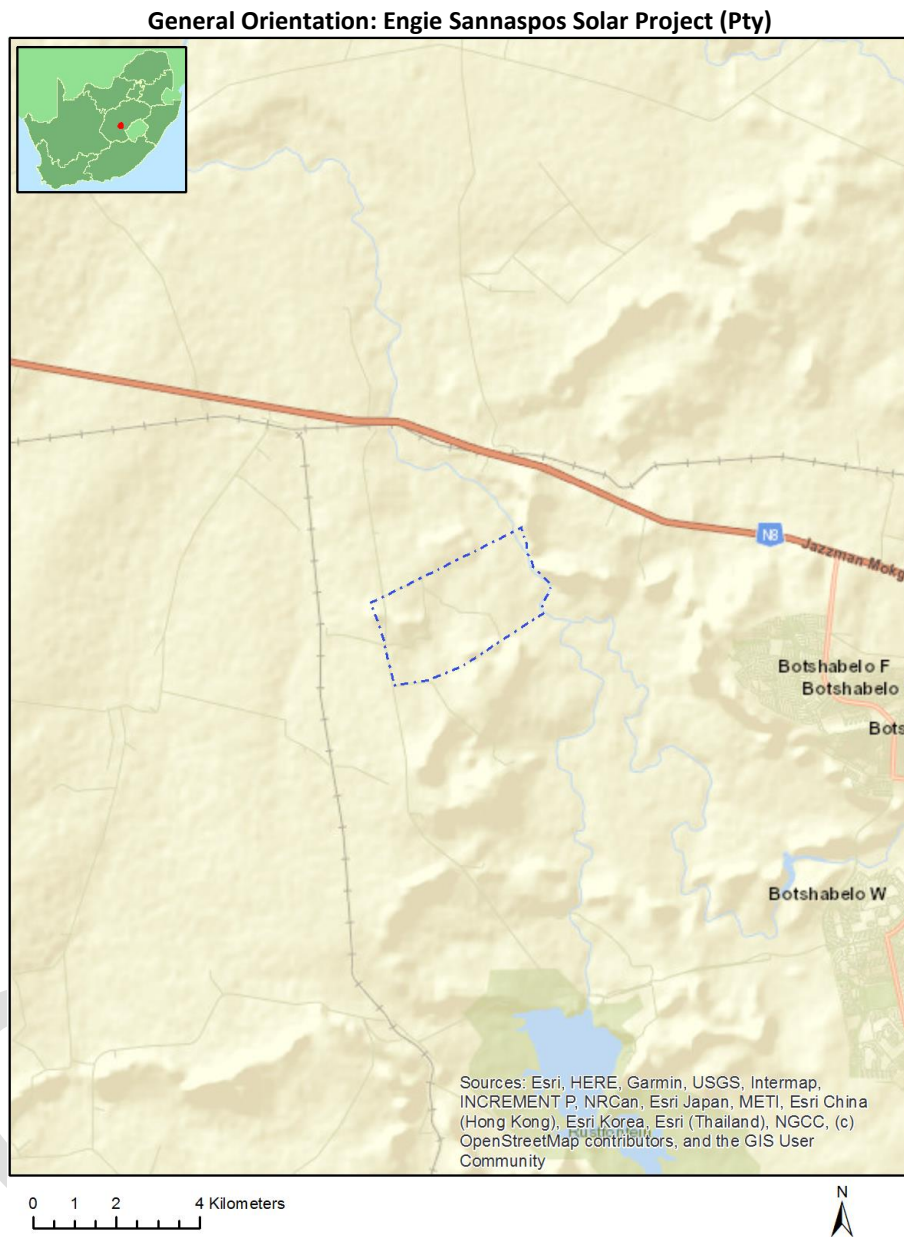 General Orientation: Engie Sannaspos Solar Project (Pty)
N8
Jazzman Mokg
Botshabelo F
Botshabelo
Bots
Botshabelo W
Sources: Esri, HERE, Garmin, USGS, Intermap,
INCREMENT P, NRCan, Esri Japan, METI, Esri China
(Hong Kong), Esri Korea, Esri (Thailand), NGCC, (c)
OpenStreetMap contributors, and the GIS User
Community
0 1 2 4 Kilometers
N